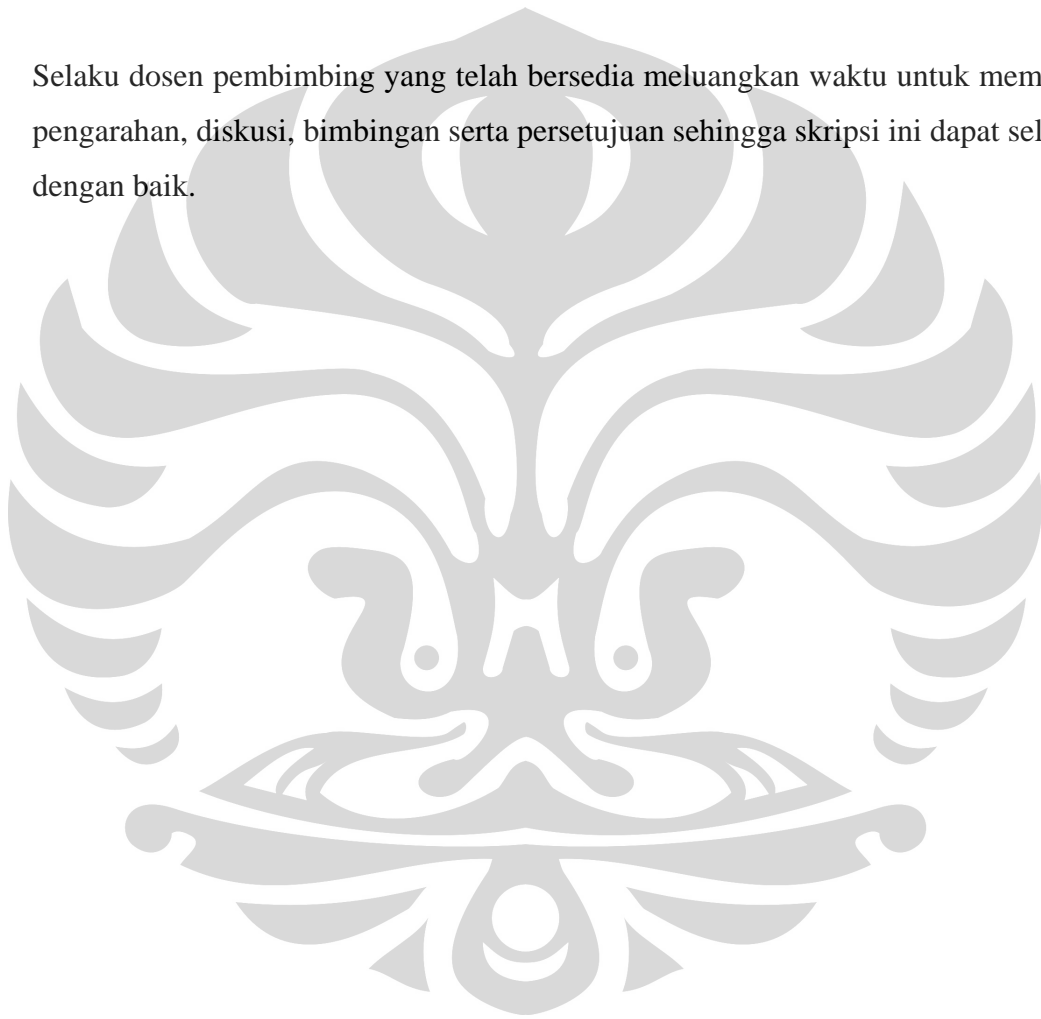 Selaku dosen pembimbing yang telah bersedia meluangkan waktu untuk mem
pengarahan, diskusi, bimbingan serta persetujuan sehingga skripsi ini dapat sel
dengan baik.